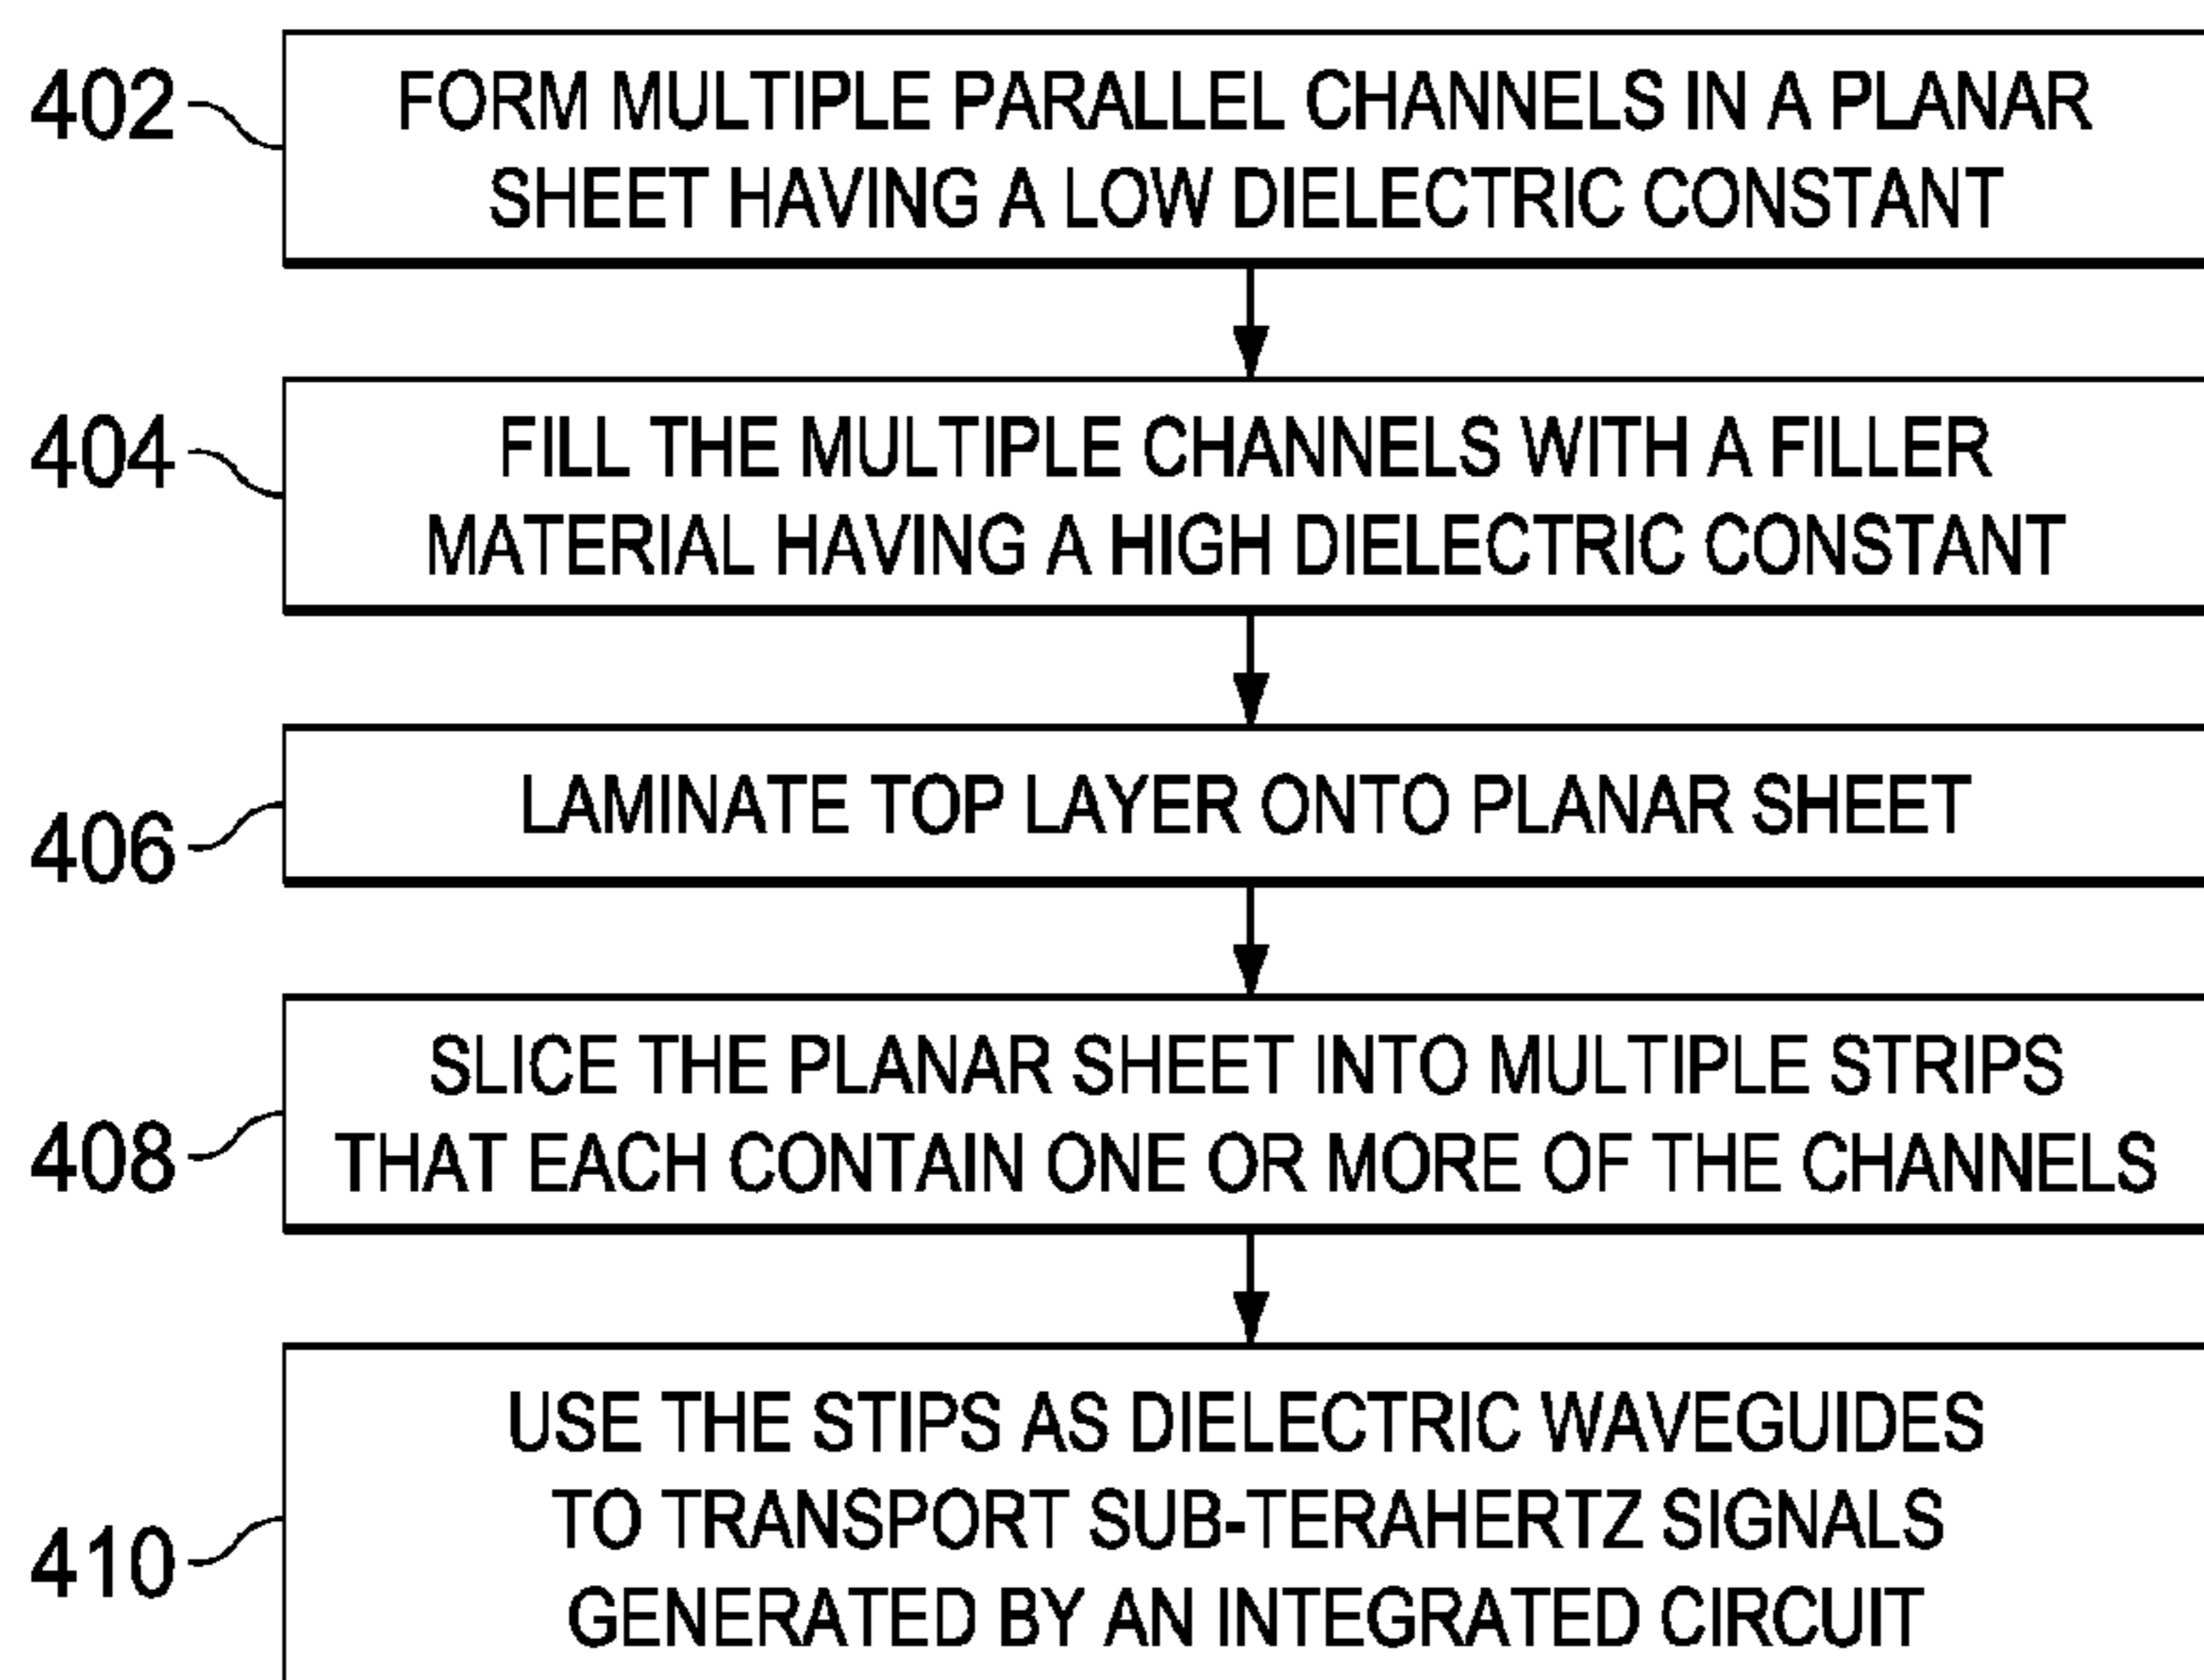 402
FORM MULTIPLE PARALLEL CHANNELS IN A PLANAR
SHEET HAVING A LOW DIELECTRIC CONSTANT
404
FILL THE MULTIPLE CHANNELS WITH A FILLER
MATERIAL HAVING A HIGH DIELECTRIC CONSTANT
406
LAMINATE TOP LAYER ONTO PLANAR SHEET
408
SLICE THE PLANAR SHEET INTO MULTIPLE STRIPS
THAT EACH CONTAIN ONE OR MORE OF THE CHANNELS
410
USE THE STIPS AS DIELECTRIC WAVEGUIDES
TO TRANSPORT SUB-TERAHERTZ SIGNALS
GENERATED BY AN INTEGRATED CIRCUIT